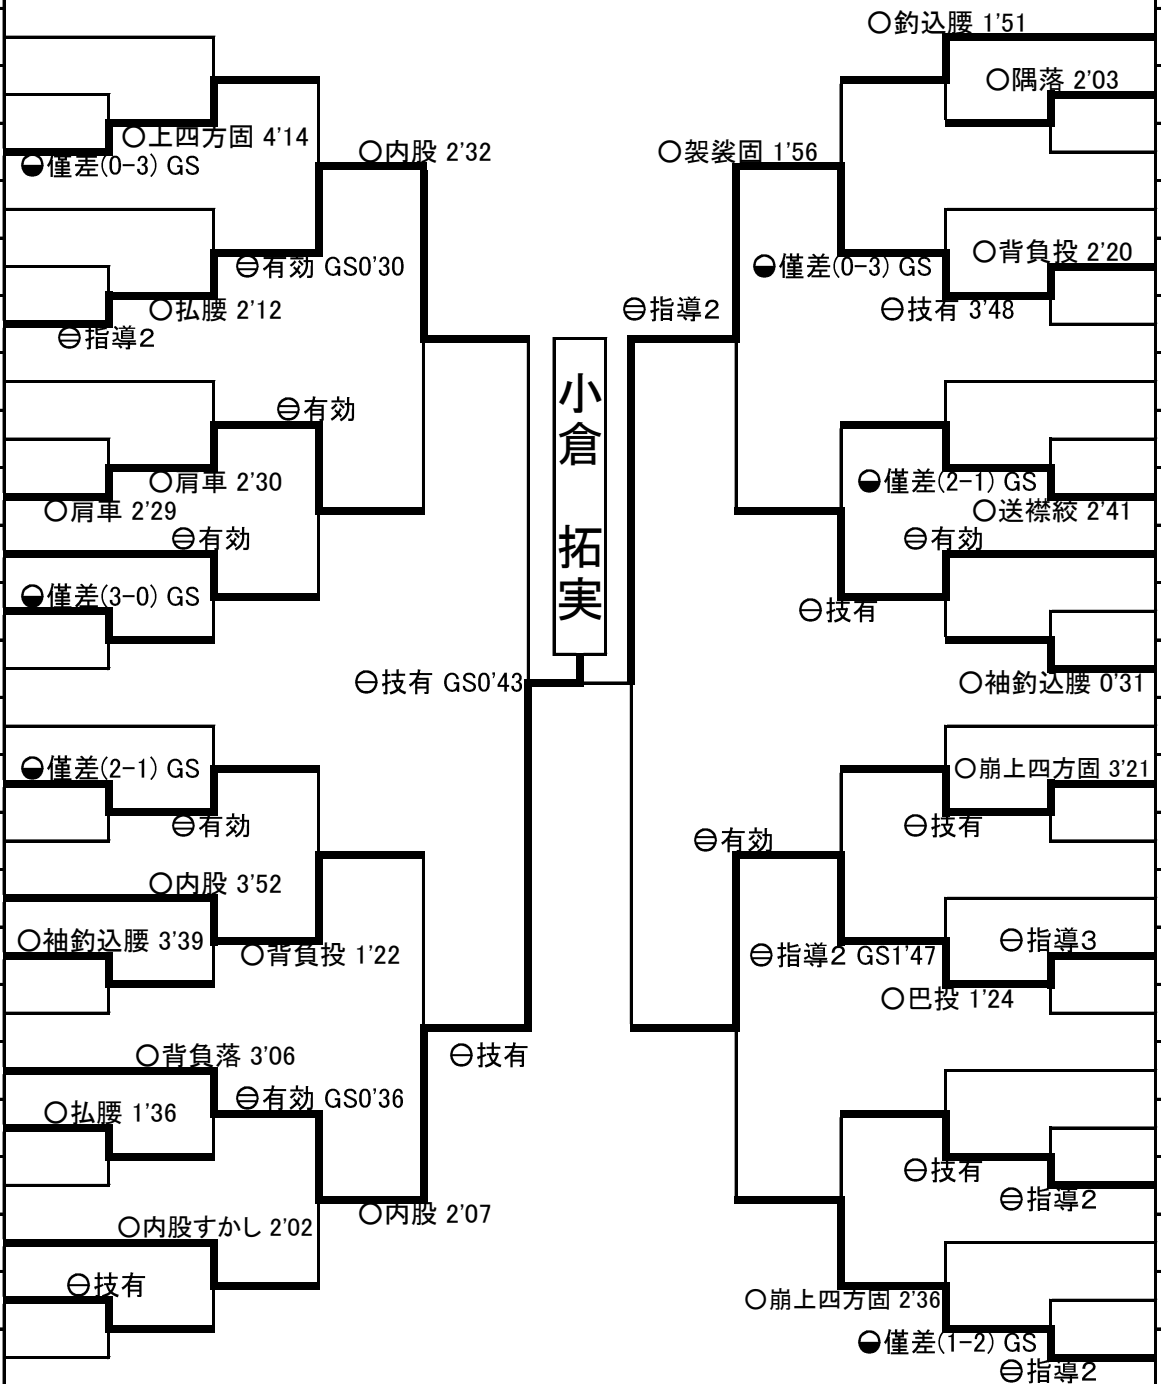 ○釣込腰 1'51
○隅落 2'03
○上四方固 4'14
○内股 2'32
○袈裟固 1'56
◒僅差(0-3) GS
○背負投 2'20
⊖有効 GS0'30
◒僅差(0-3) GS
○払腰 2'12
⊖指導2
⊖技有 3'48
⊖指導2
小倉 拓実
⊖有効
○肩車 2'30
◒僅差(2-1) GS
○肩車 2'29
○送襟絞 2'41
⊖有効
⊖有効
◒僅差(3-0) GS
⊖技有
⊖技有 GS0'43
○袖釣込腰 0'31
◒僅差(2-1) GS
○崩上四方固 3'21
⊖有効
⊖技有
⊖有効
○内股 3'52
○袖釣込腰 3'39
⊖指導3
○背負投 1'22
⊖指導2 GS1'47
○巴投 1'24
○背負落 3'06
⊖技有
⊖有効 GS0'36
○払腰 1'36
⊖技有
⊖指導2
○内股 2'07
○内股すかし 2'02
⊖技有
○崩上四方固 2'36
◒僅差(1-2) GS
⊖指導2